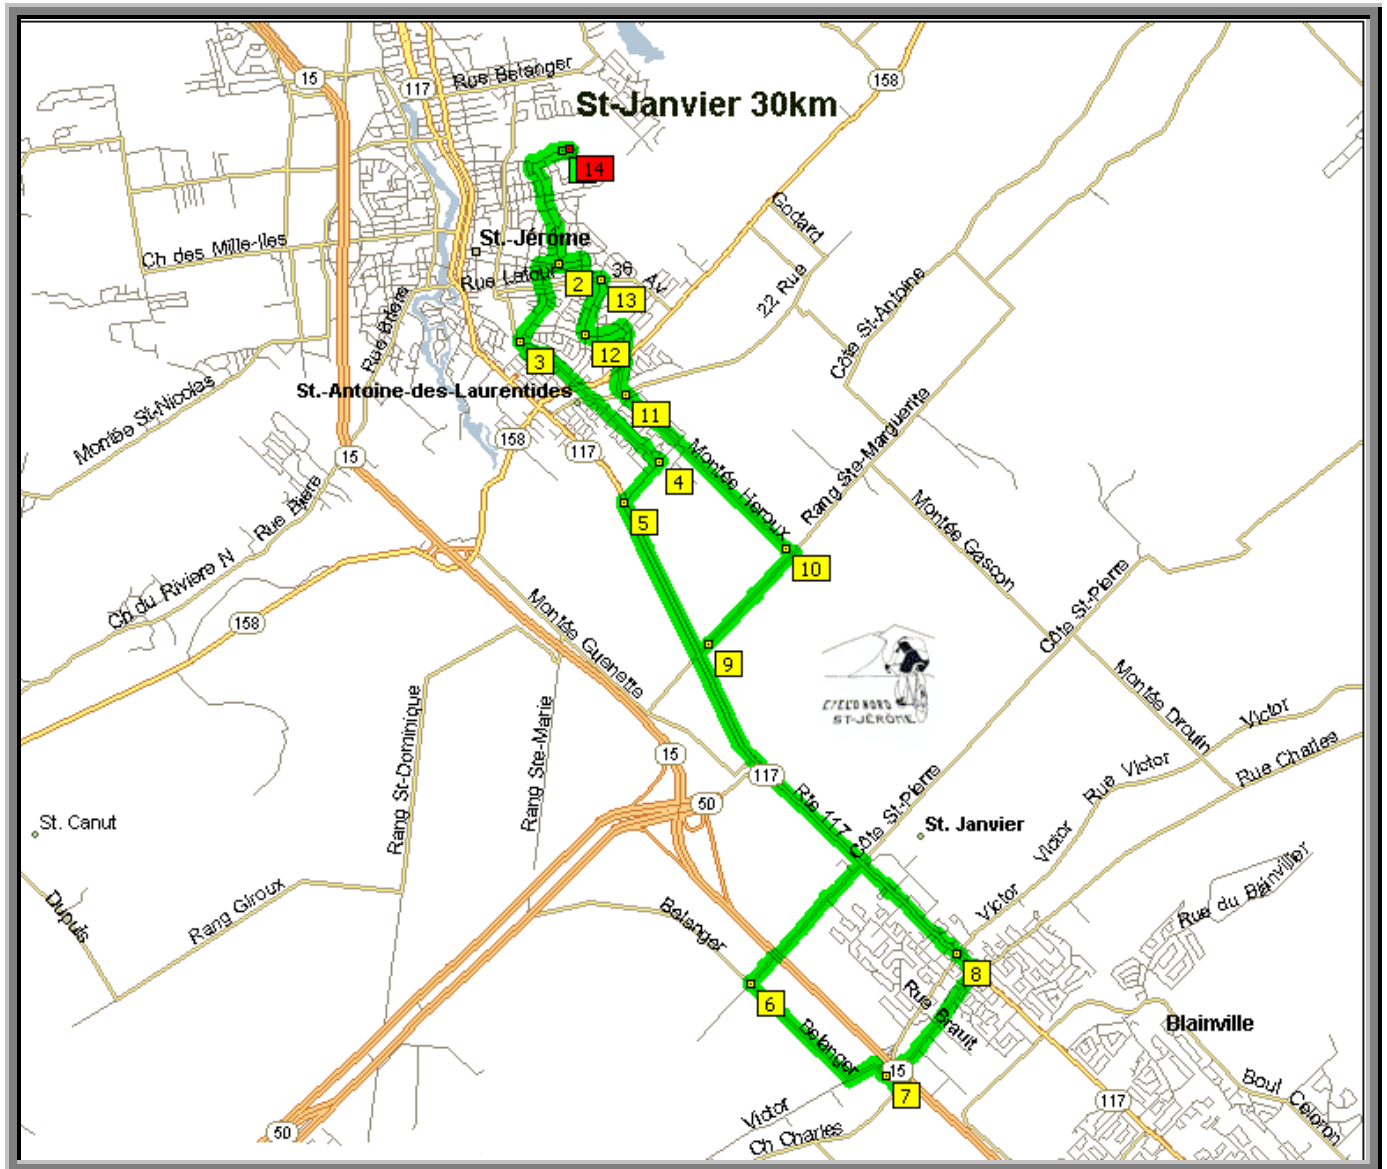 15
117
Rue Belanger
158
St-Janvier 30km
14
Godard
Ch des Mille-Iles
St.-Jérôme
Rue Latour
36 Av.
2
13
22 Rue
Côte St-Antoine
Rue Briere
12
3
St.-Antoine-des-Laurentides
11
Montée St-Nicolas
158
117
15
4
Montée Heroux
Rang Ste-Marguerite
5
Rue Biere
Montée Gascon
10
Ch du Riviere N
158
Montée Guenette
Côte St-Pierre
9
CYCLO NORD
ST-JÉRÔME
Montée Drouin
Victor
Rang St-Dominique
Rang Ste-Marie
15
117
Rue Victor
Rue Charles
50
Rte 117
Côte St-Pierre
St. Canut
St. Janvier
Victor
Rang Giroux
Dupuis
Belanger
Victor
Rue du Blainvillier
8
6
Rue Brault
Blainville
Belanger
15
7
Boul Celoron
117
Victor
Ch Charles
50